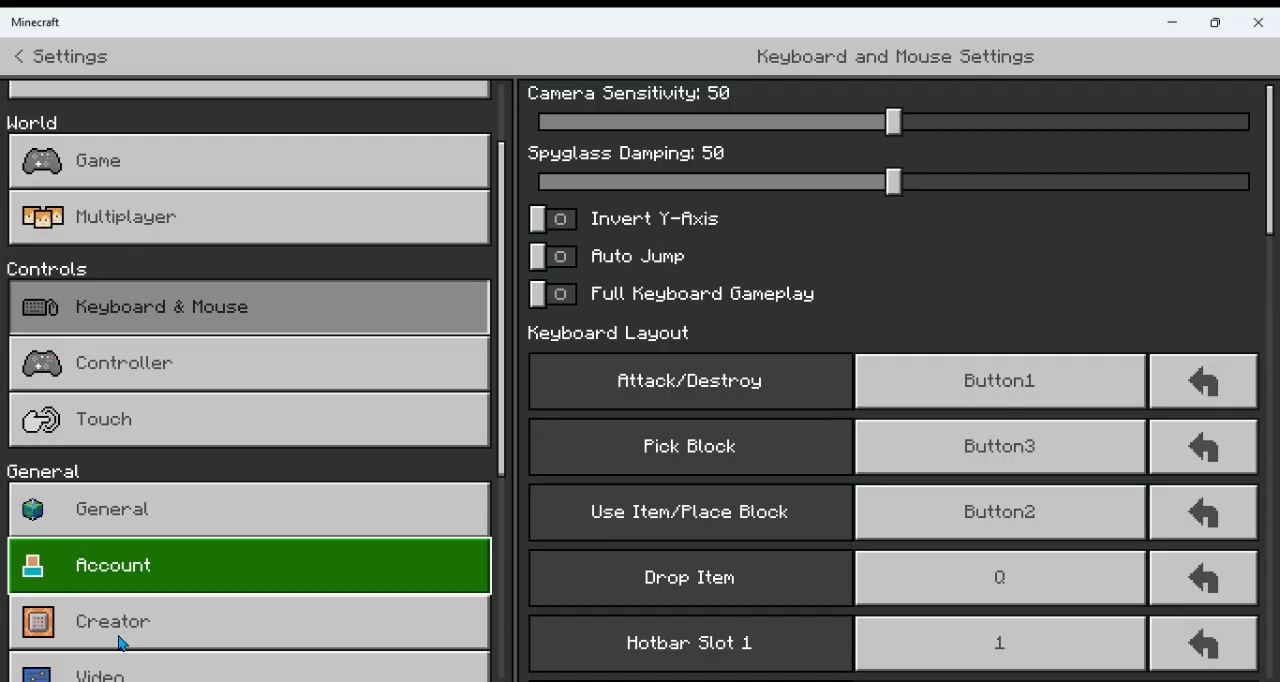 Minecraft
< Settings
Keyboard and Mouse Settings
World
Game
Multiplayer
Controls
Keyboard & Mouse
Controller
Touch
General
General
Account
Creator
Video
Camera Sensitivity: 50
Spyglass Damping: 50
Invert Y-Axis
Auto Jump
Full Keyboard Gameplay
Keyboard Layout
Attack/Destroy Button1
Pick Block Button3
Use Item/Place Block Button2
Drop Item Q
Hotbar Slot 1 1